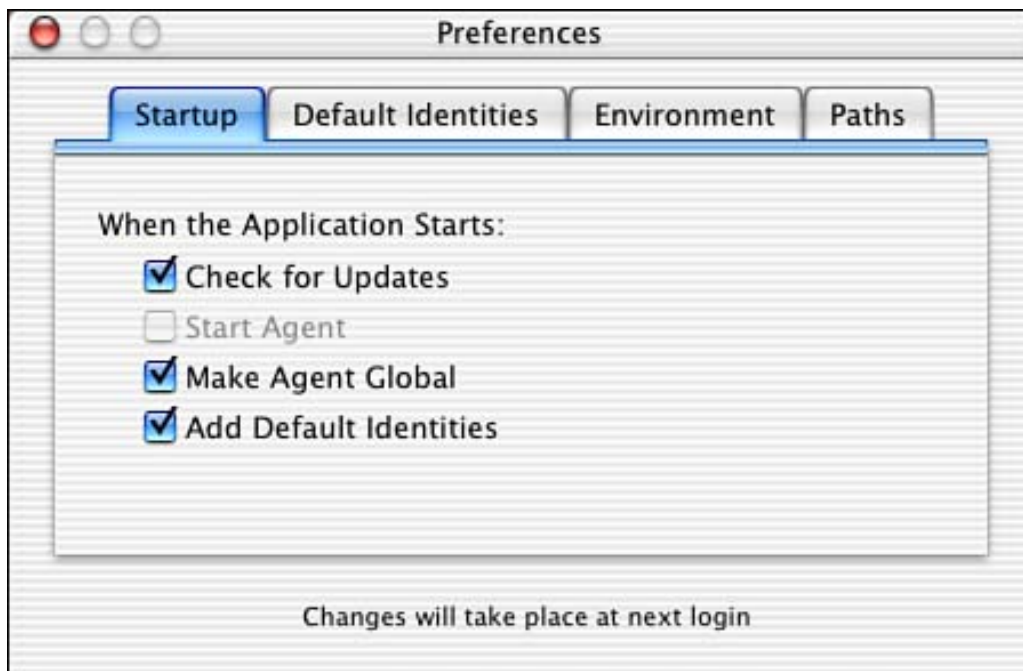 Preferences
Startup
Default Identities
Environment
Paths
When the Application Starts:
Check for Updates
Start Agent
Make Agent Global
Add Default Identities
Changes will take place at next login